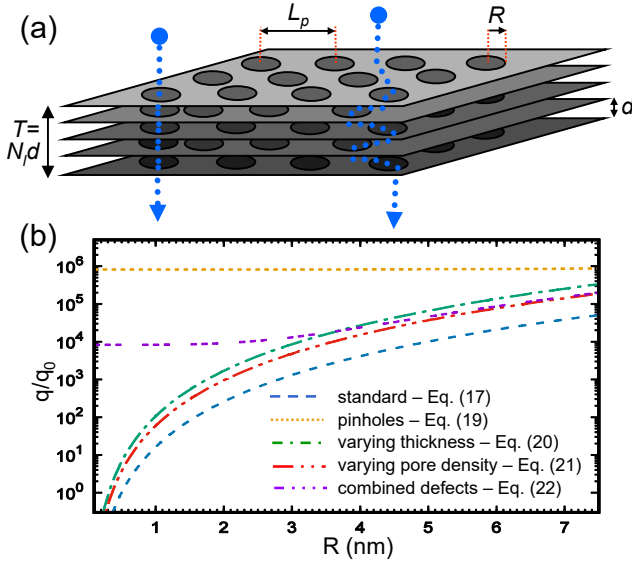 (a)
L_p
R
T=
N_l d
d
(b)
q/q_0
10^6
10^5
10^4
10^3
10^2
10^1
10^0
standard – Eq. (17)
pinholes – Eq. (19)
varying thickness – Eq. (20)
varying pore density – Eq. (21)
combined defects – Eq. (22)
1 2 3 4 5 6 7
R (nm)